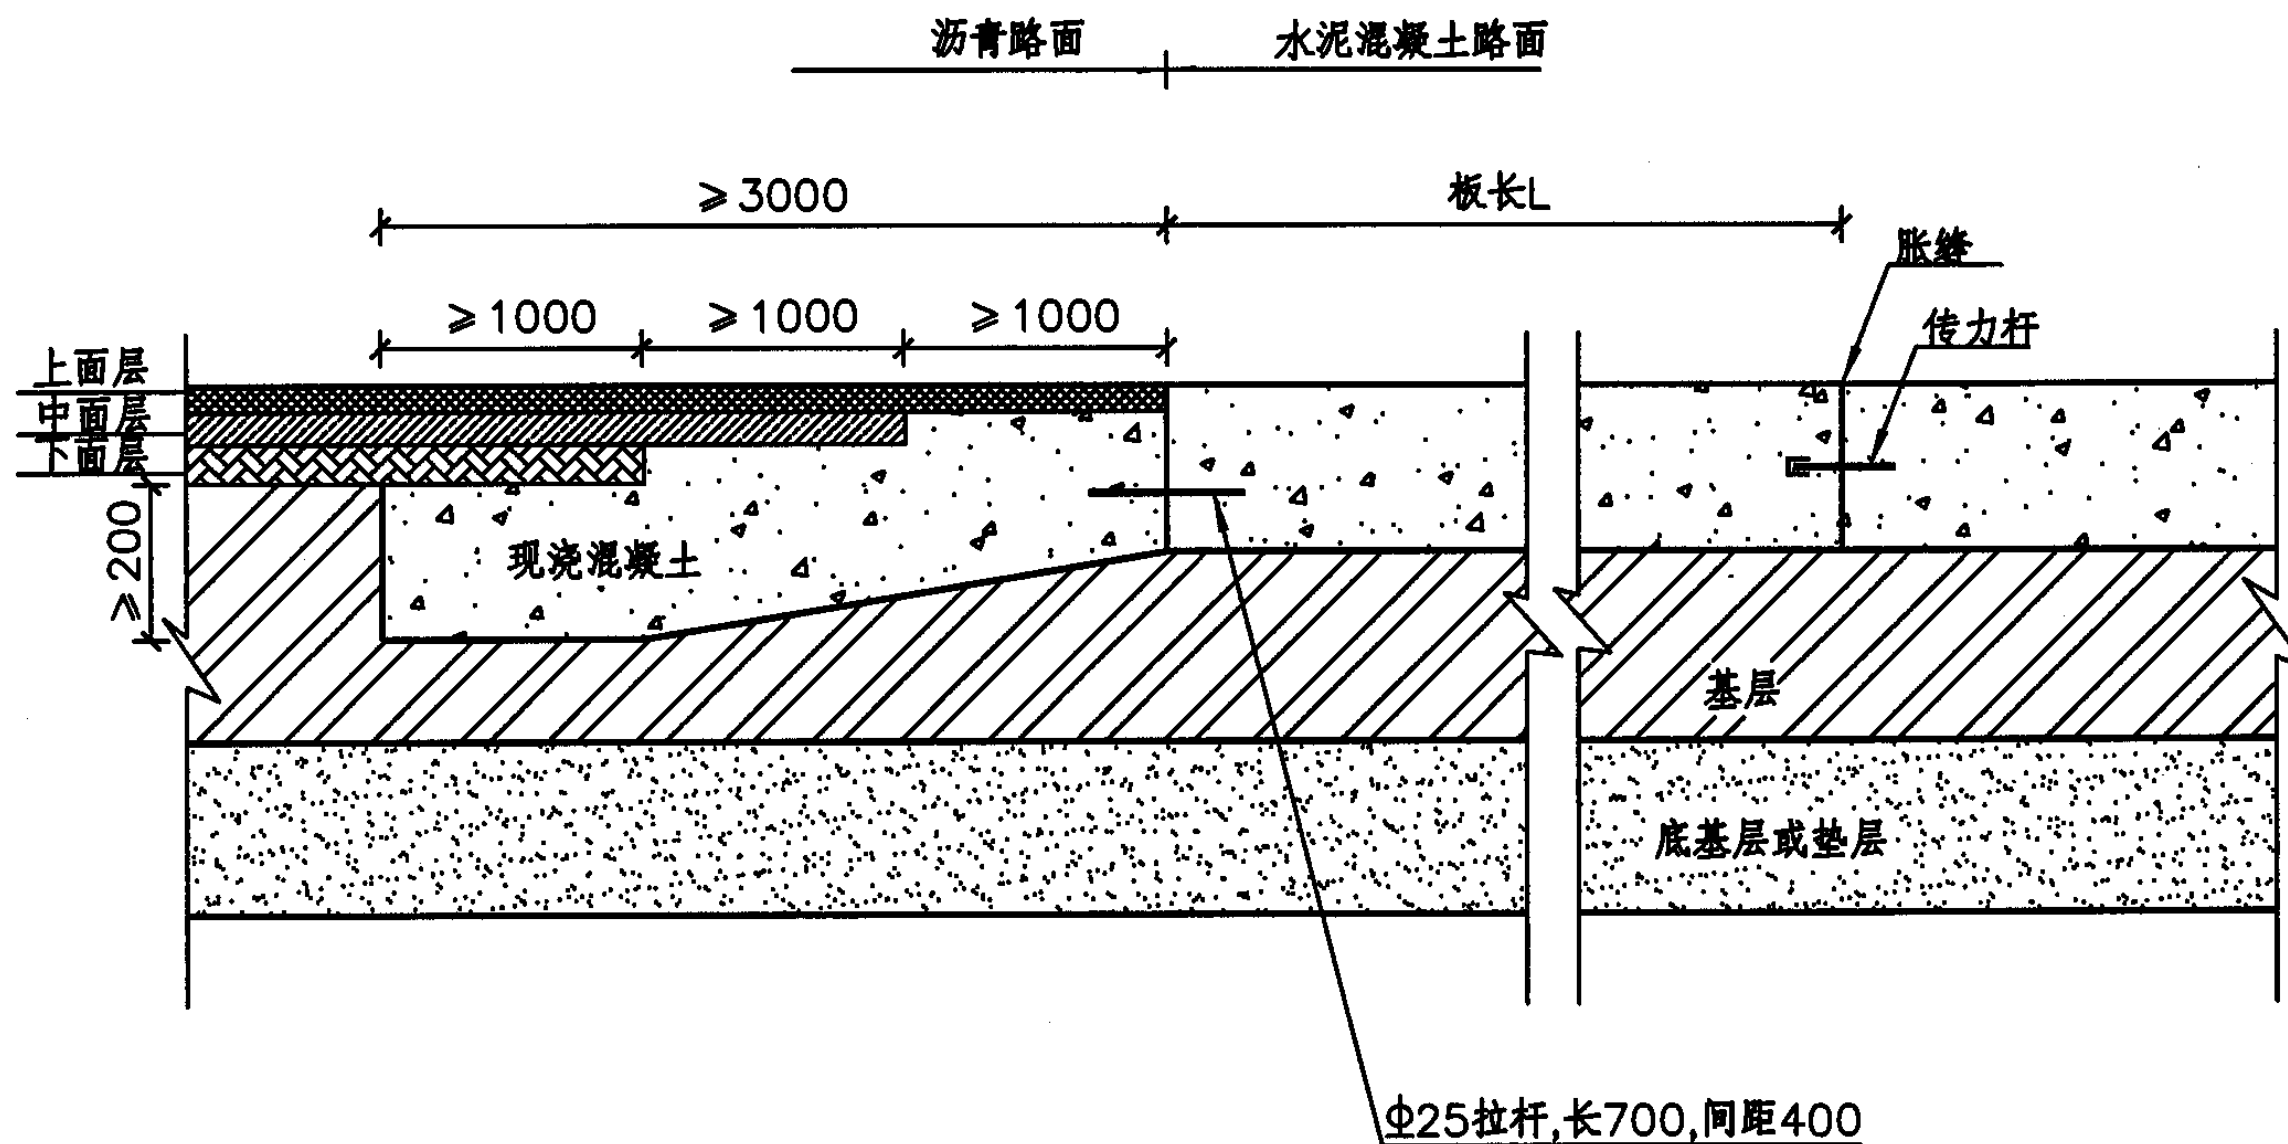 沥青路面
水泥混凝土路面
≥3000
板长L
胀缝
≥1000
≥1000
≥1000
传力杆
上面层
中面层
下面层
≥200
现浇混凝土
基层
底基层或垫层
Φ25拉杆,长700,间距400